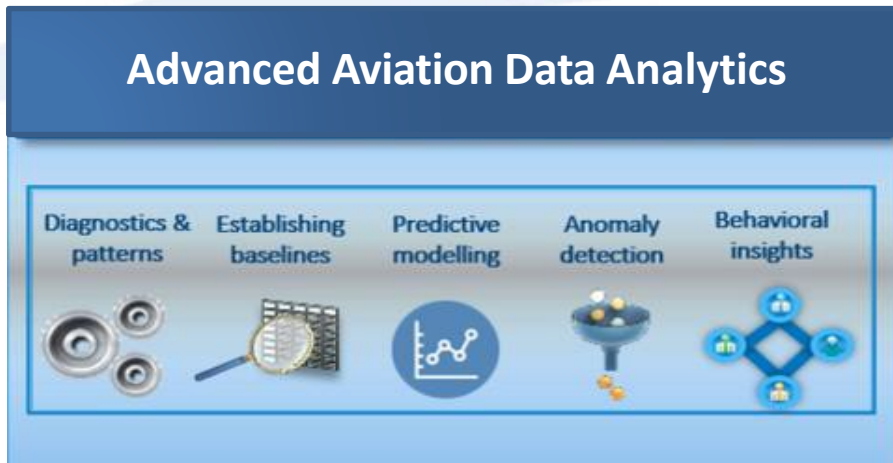 Advanced Aviation Data Analytics
Diagnostics &
patterns
Establishing
baselines
Predictive
modelling
Anomaly
detection
Behavioral
insights